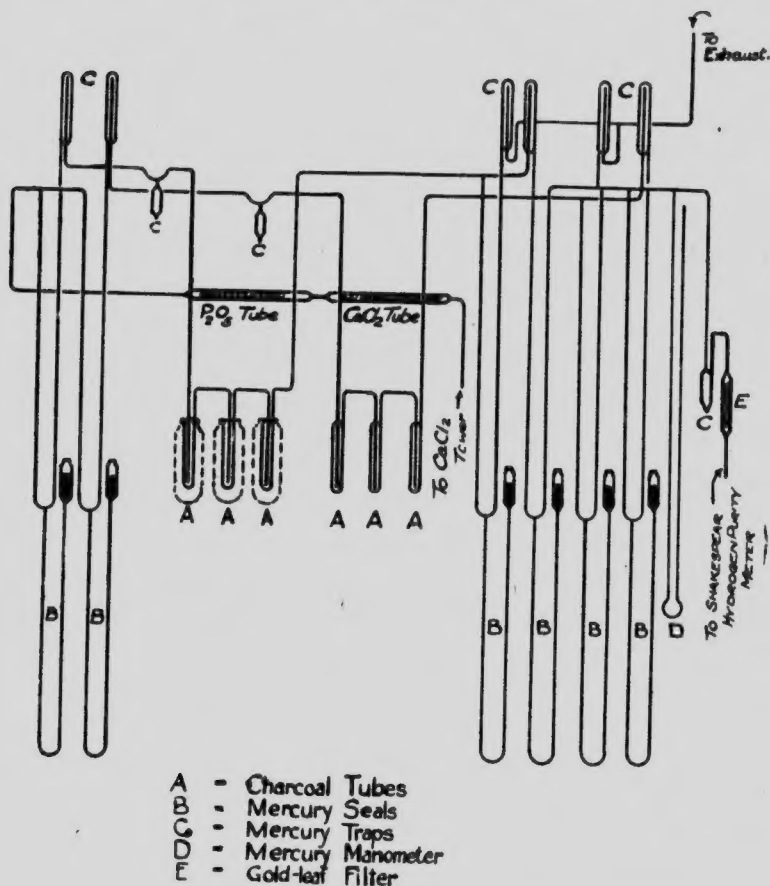 To
Exhaust.
C
C
C
C
C
P2O5 Tube
CaCl2 Tube
To CaCl2
Tower
C
E
A
A
A
A
A
A
To SHAKESPEAR
HYDROGEN PURITY
METER
B
B
B
B
B
B
D
A = Charcoal Tubes
B = Mercury Seals
C = Mercury Traps
D = Mercury Manometer
E = Gold-leaf Filter